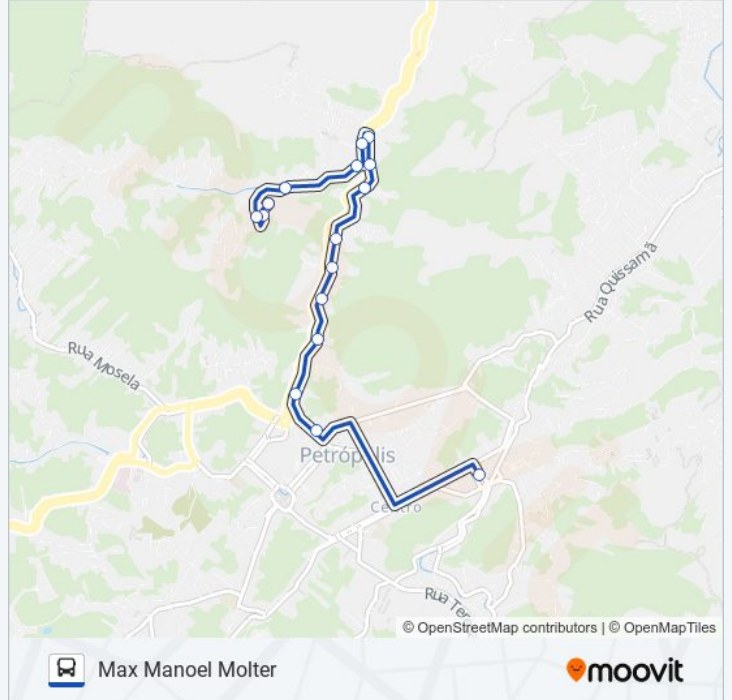 Rua Quissamã
Rua Mosela
Petrópolis
Centro
Rua Ter
© OpenStreetMap contributors | © OpenMapTiles
Max Manoel Molter
moovit